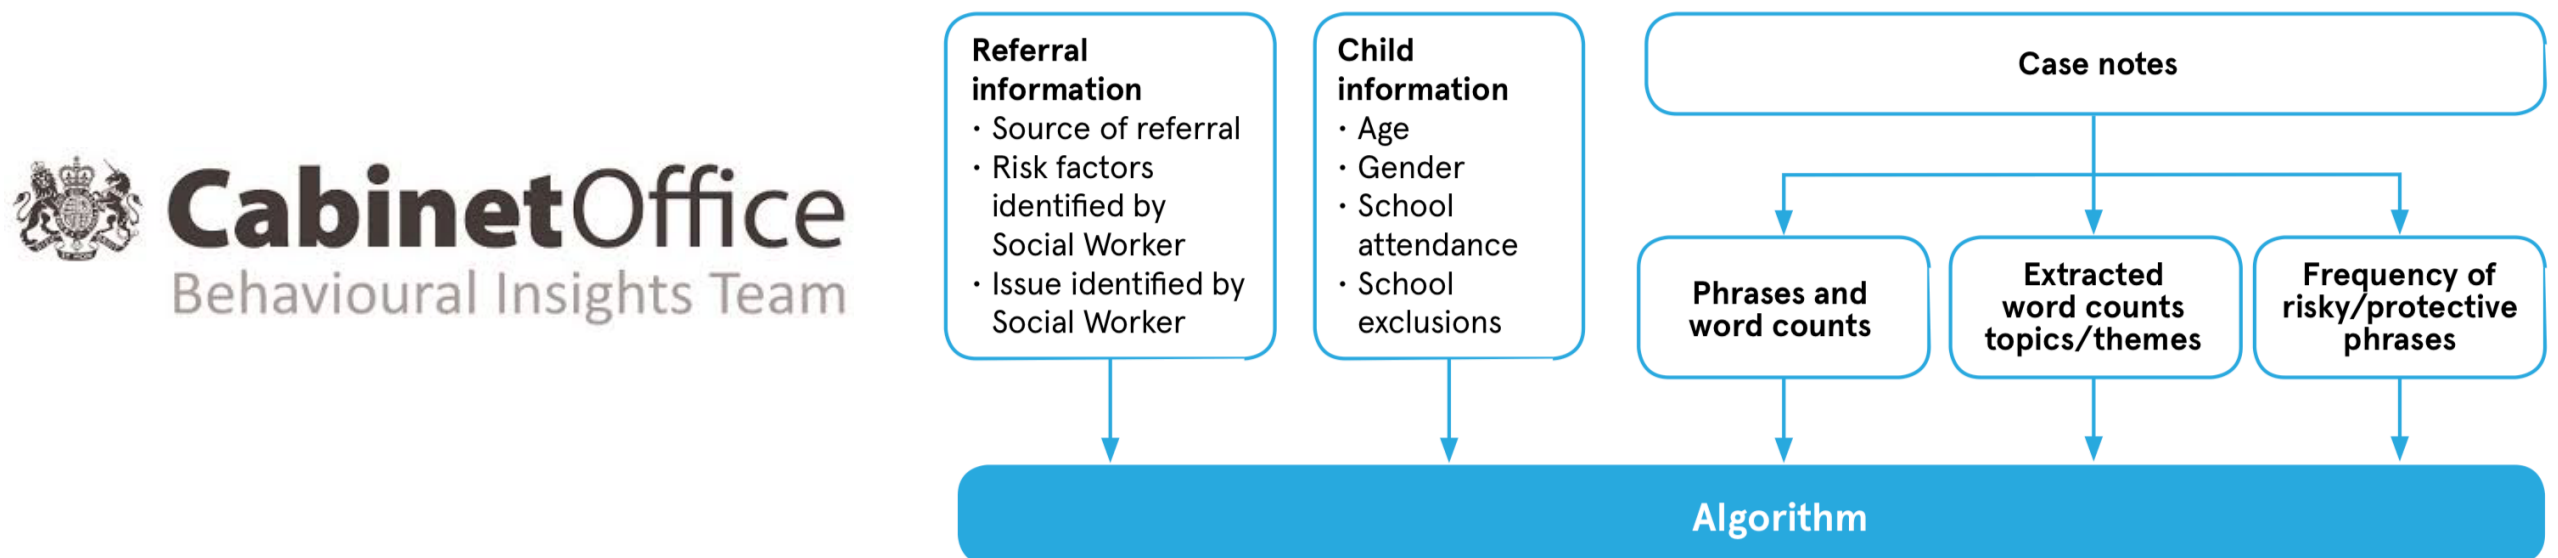 CabinetOffice
Behavioural Insights Team
Referral
information
· Source of referral
· Risk factors
identified by
Social Worker
· Issue identified by
Social Worker
Child
information
· Age
· Gender
· School
attendance
· School
exclusions
Case notes
Phrases and
word counts
Extracted
word counts
topics/themes
Frequency of
risky/protective
phrases
Algorithm